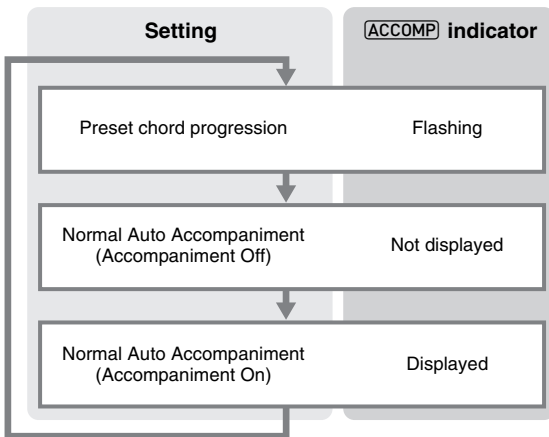 Setting
ACCOMP indicator
Preset chord progression
Flashing
Normal Auto Accompaniment
(Accompaniment Off)
Not displayed
Normal Auto Accompaniment
(Accompaniment On)
Displayed